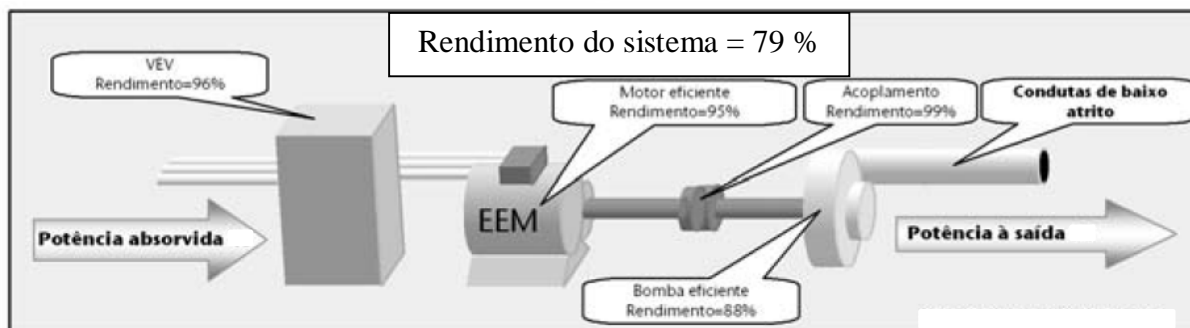 Rendimento do sistema = 79 %
VEV
Rendimento=96%
Motor eficiente
Rendimento=95%
Acoplamento
Rendimento=99%
Condutas de baixo
atrito
EEM
Potência absorvida
Potência à saída
Bomba eficiente
Rendimento=88%